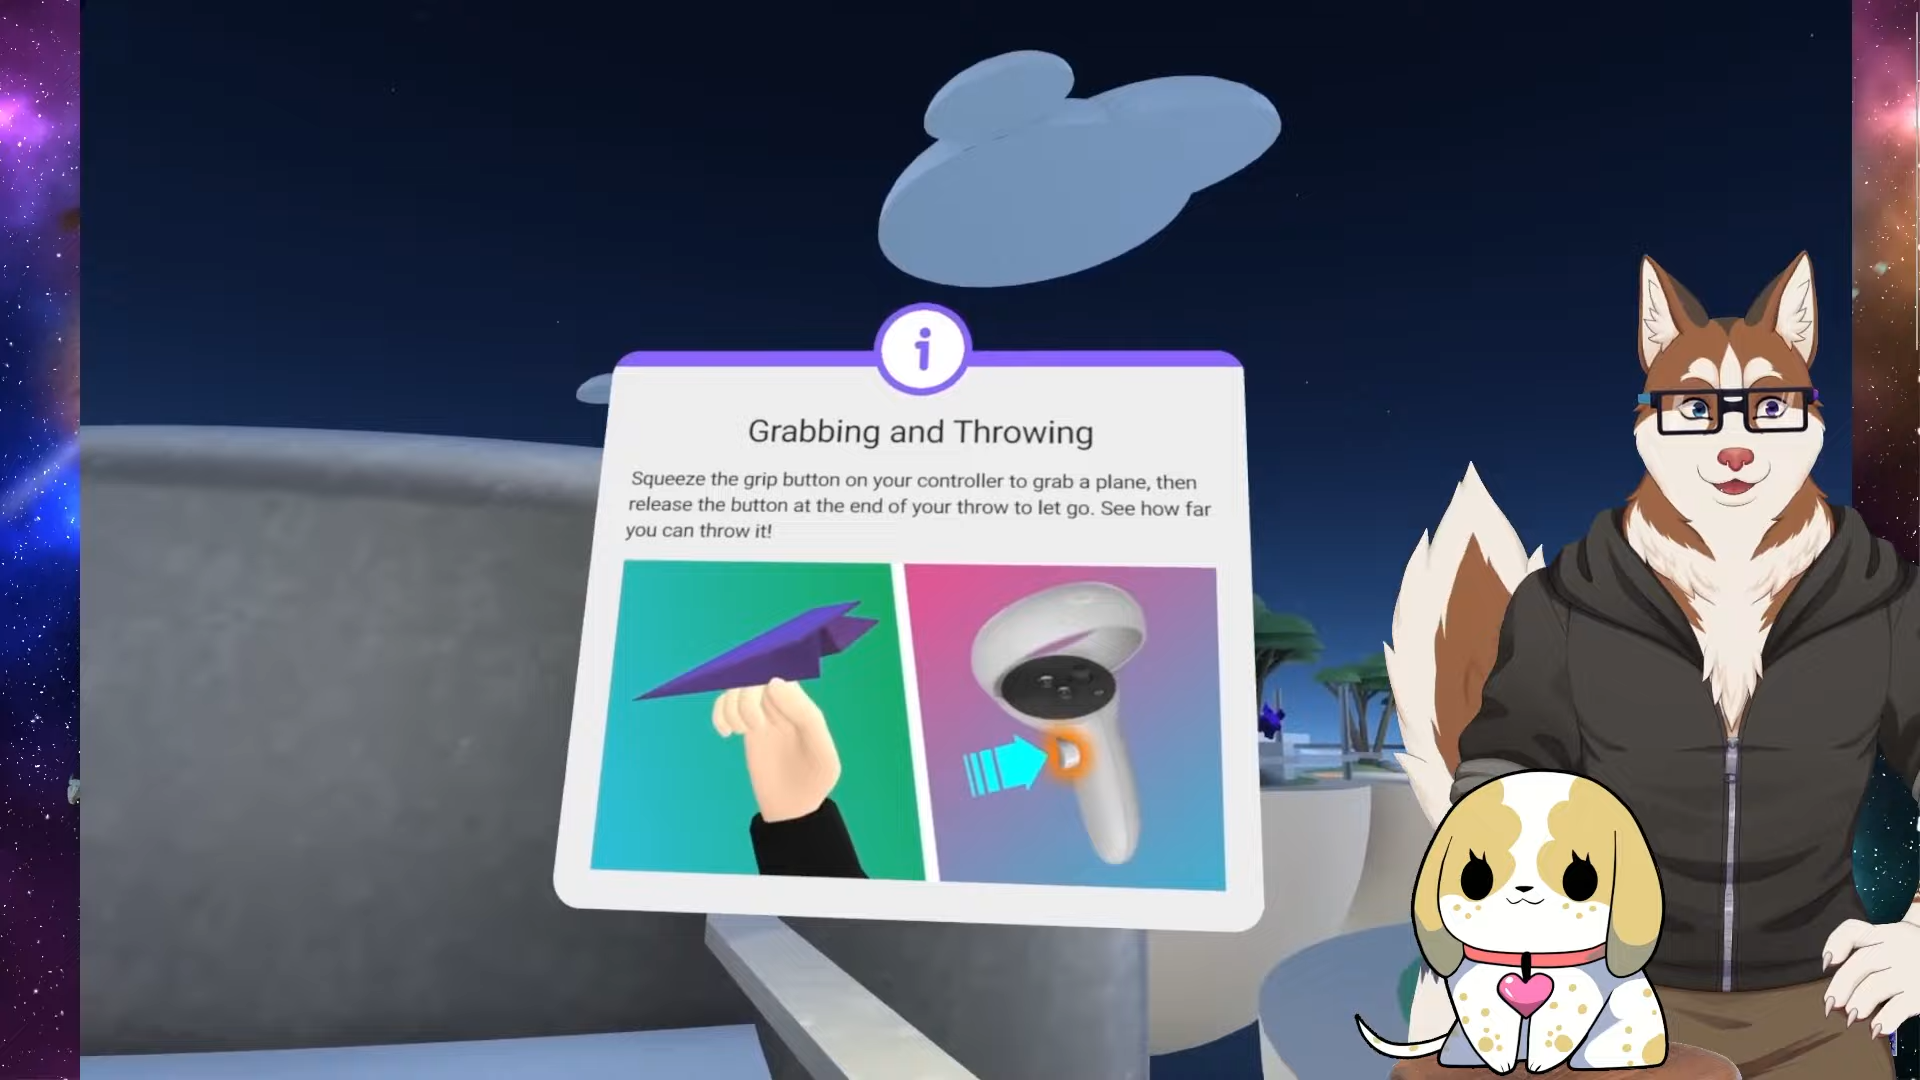 i
Grabbing and Throwing
Squeeze the grip button on your controller to grab a plane, then
release the button at the end of your throw to let go. See how far
you can throw it!